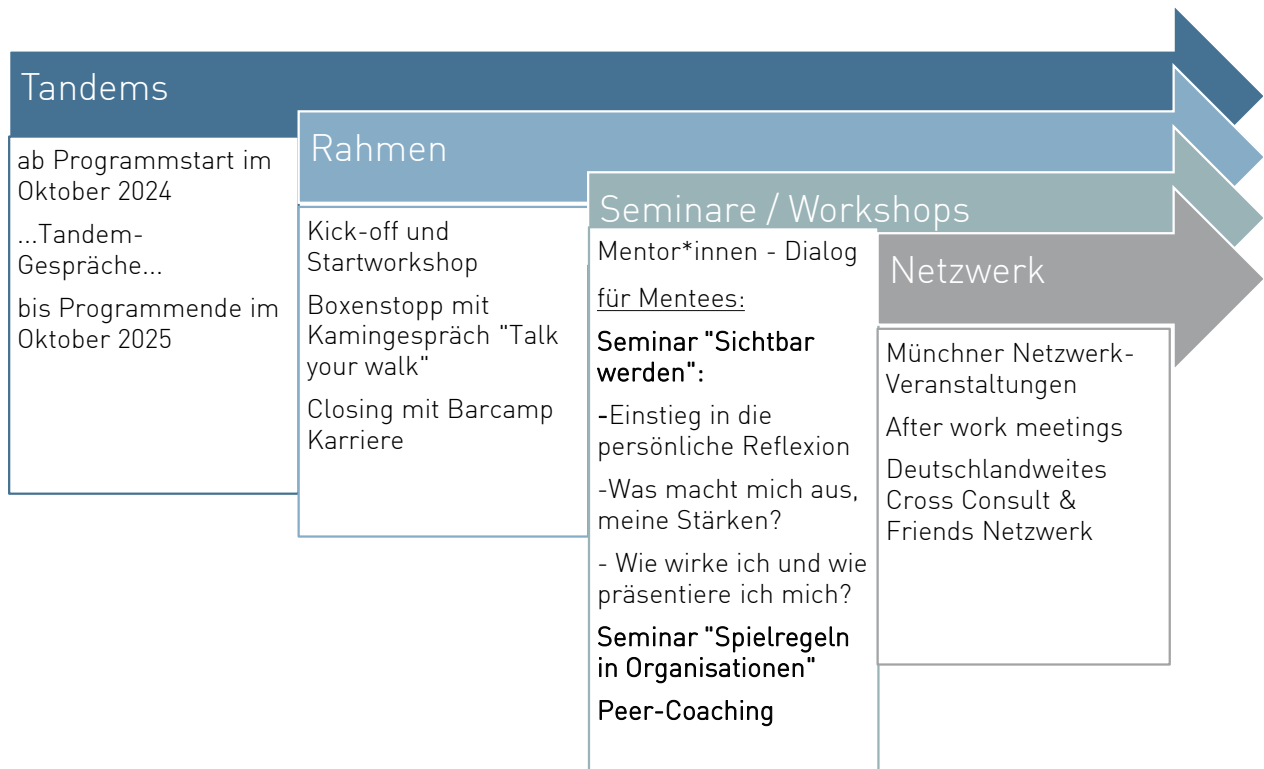 Tandems
ab Programmstart im
Oktober 2024
...Tandem-
Gespräche...
bis Programmende im
Oktober 2025
Rahmen
Kick-off und
Startworkshop
Boxenstopp mit
Kamingespräch "Talk
your walk"
Closing mit Barcamp
Karriere
Seminare / Workshops
Mentor*innen - Dialog
für Mentees:
Seminar "Sichtbar
werden":
-Einstieg in die
persönliche Reflexion
-Was macht mich aus,
meine Stärken?
- Wie wirke ich und wie
präsentiere ich mich?
Seminar "Spielregeln
in Organisationen"
Peer-Coaching
Netzwerk
Münchner Netzwerk-
Veranstaltungen
After work meetings
Deutschlandweites
Cross Consult &
Friends Netzwerk